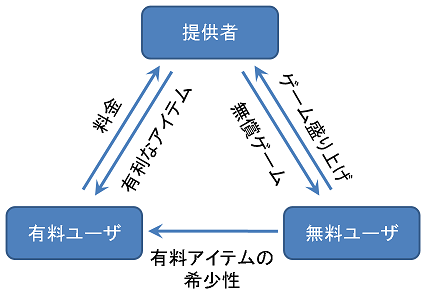 提供者
料金
有利なアイテム
無償ゲーム
ゲーム盛り上げ
有料ユーザ
無料ユーザ
有料アイテムの
希少性